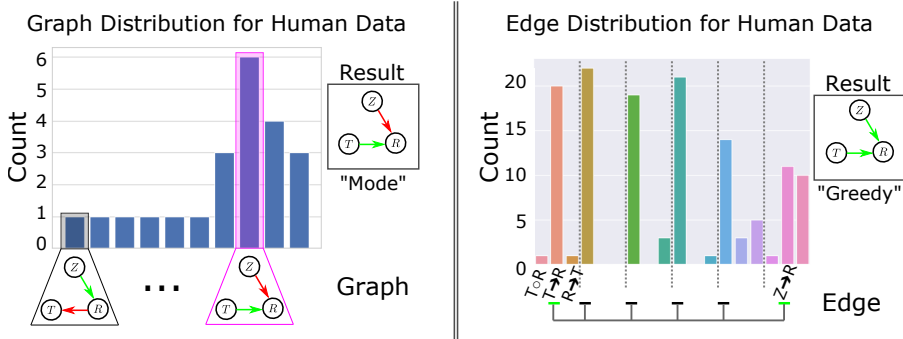 Graph Distribution for Human Data
6
5
4
3
2
1
0
Count
Result
Z
T
R
"Mode"
Z
T
R
...
Z
T
R
Graph
Edge Distribution for Human Data
20
15
10
5
0
Count
Result
Z
T
R
"Greedy"
T○R
T→R
R→T
Z→R
Edge